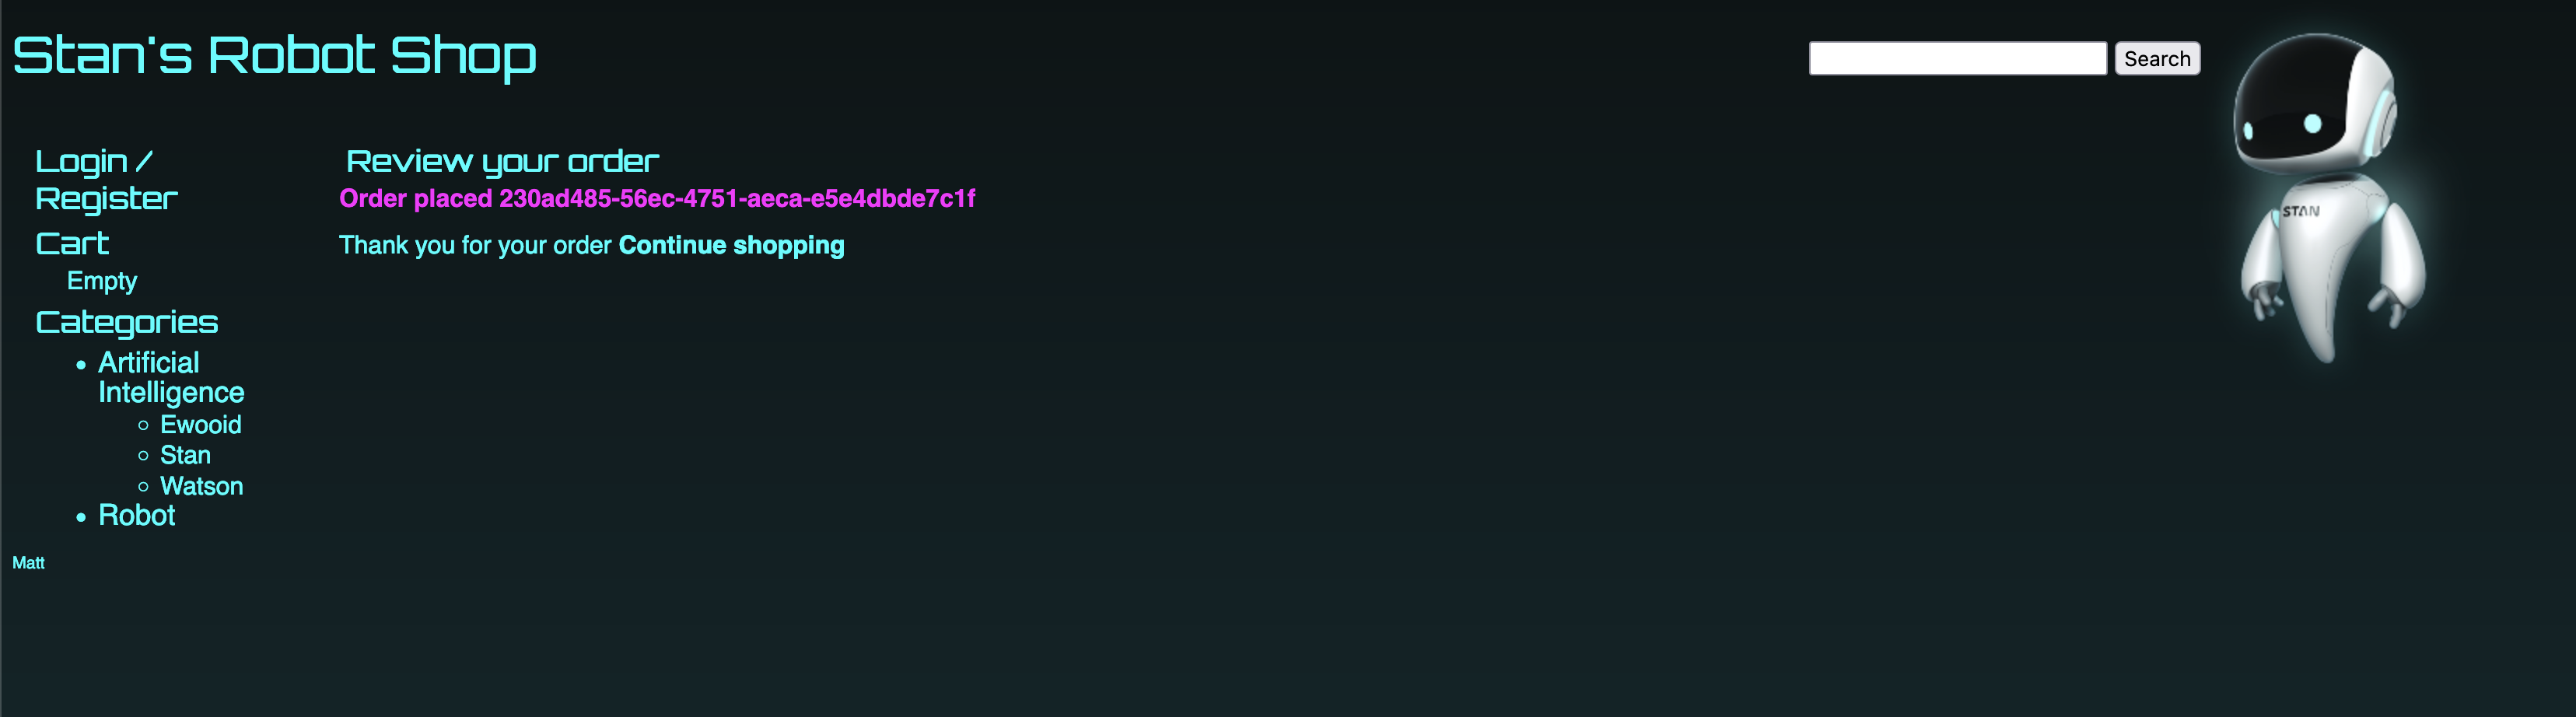 Stan's Robot Shop
Search
Login /
Register
Cart
Empty
Categories
Artificial
Intelligence
Ewooid
Stan
Watson
Robot
Matt
Review your order
Order placed 230ad485-56ec-4751-aeca-e5e4dbde7c1f
Thank you for your order Continue shopping
STAN